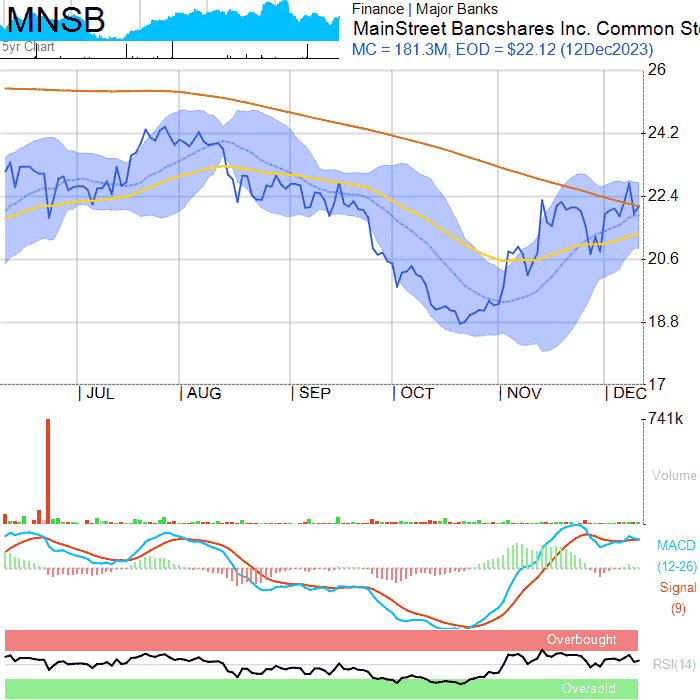 MNSB
5yr Chart
Finance | Major Banks
MainStreet Bancshares Inc. Common St
MC = 181.3M, EOD = $22.12 (12Dec2023)
26
24.2
22.4
20.6
18.8
17
JUL AUG SEP OCT NOV DEC
741k
Volume
MACD
(12-26)
Signal
(9)
Overbought
RSI(14)
Oversold